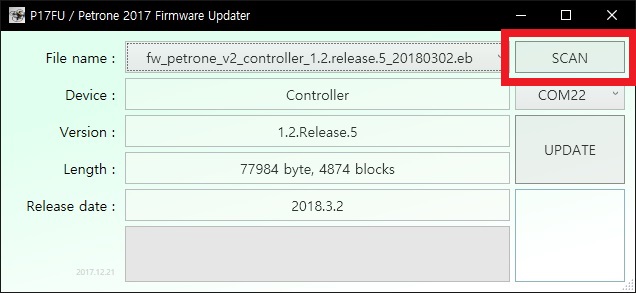 P17FU / Petrone 2017 Firmware Updater
File name : fw_petrone_v2_controller_1.2.release.5_20180302.eb SCAN
Device : Controller COM22
Version : 1.2.Release.5 UPDATE
Length : 77984 byte, 4874 blocks
Release date : 2018.3.2
2017.12.21